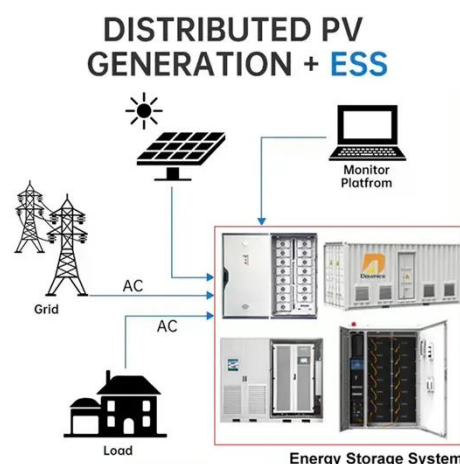 DISTRIBUTED PV
GENERATION + ESS
Monitor
Platfrom
Grid
AC
AC
Load
Energy Storage System